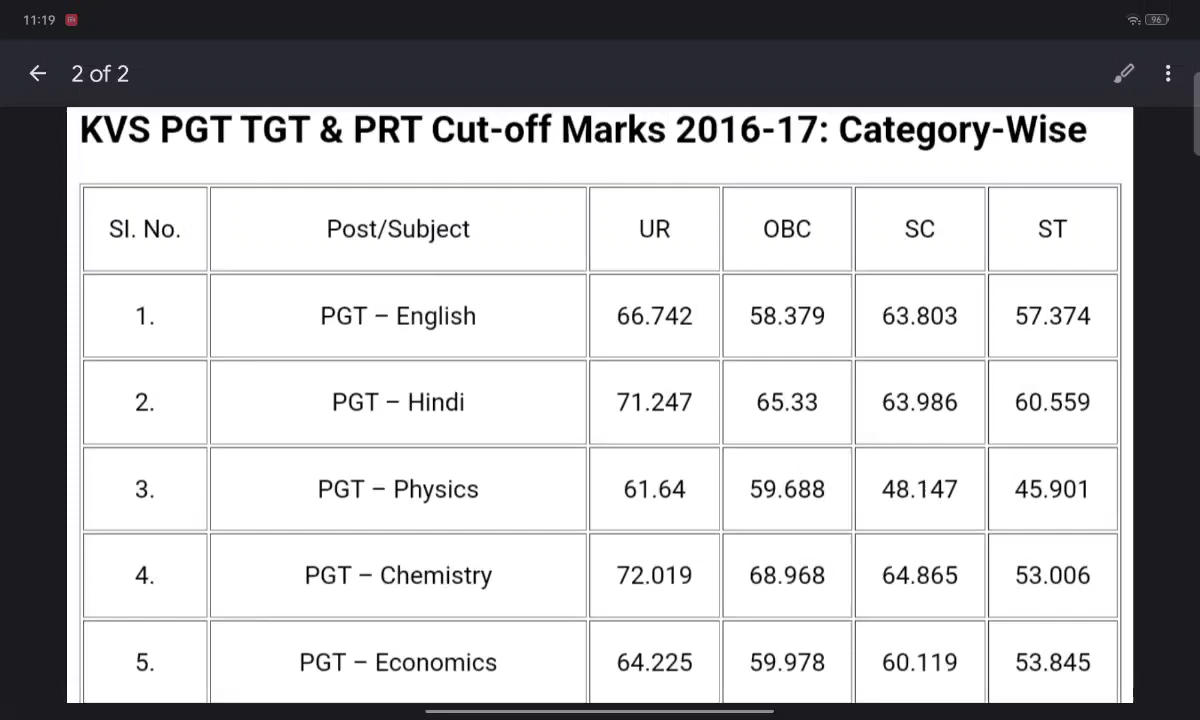 11:19
96
2 of 2
KVS PGT TGT & PRT Cut-off Marks 2016-17: Category-Wise
Sl. No. Post/Subject UR OBC SC ST
1. PGT – English 66.742 58.379 63.803 57.374
2. PGT – Hindi 71.247 65.33 63.986 60.559
3. PGT – Physics 61.64 59.688 48.147 45.901
4. PGT – Chemistry 72.019 68.968 64.865 53.006
5. PGT – Economics 64.225 59.978 60.119 53.845